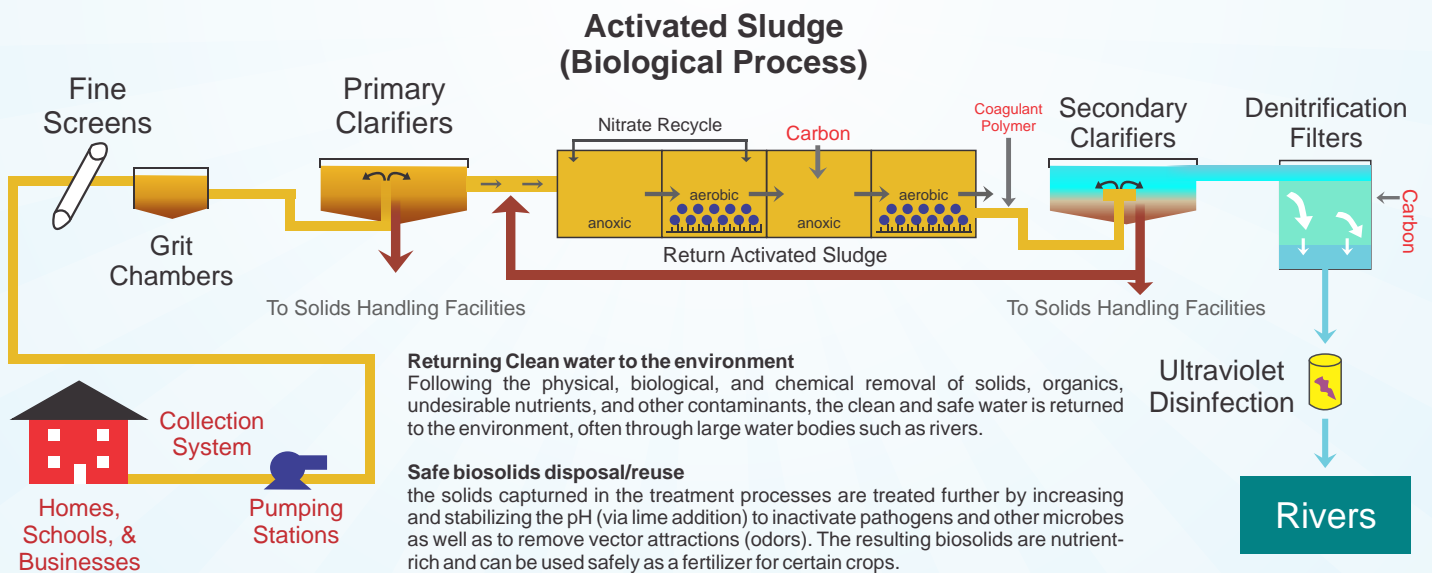 Activated Sludge
(Biological Process)
Fine
Screens
Primary
Clarifiers
Nitrate Recycle
Carbon
Coagulant
Polymer
Secondary
Clarifiers
Denitrification
Filters
Grit
Chambers
anoxic
aerobic
anoxic
aerobic
Carbon
Return Activated Sludge
To Solids Handling Facilities
To Solids Handling Facilities
Returning Clean water to the environment
Following the physical, biological, and chemical removal of solids, organics,
undesirable nutrients, and other contaminants, the clean and safe water is returned
to the environment, often through large water bodies such as rivers.
Ultraviolet
Disinfection
Collection
System
Safe biosolids disposal/reuse
the solids capturned in the treatment processes are treated further by increasing
and stabilizing the pH (via lime addition) to inactivate pathogens and other microbes
as well as to remove vector attractions (odors). The resulting biosolids are nutrient-
rich and can be used safely as a fertilizer for certain crops.
Homes,
Schools, &
Businesses
Pumping
Stations
Rivers